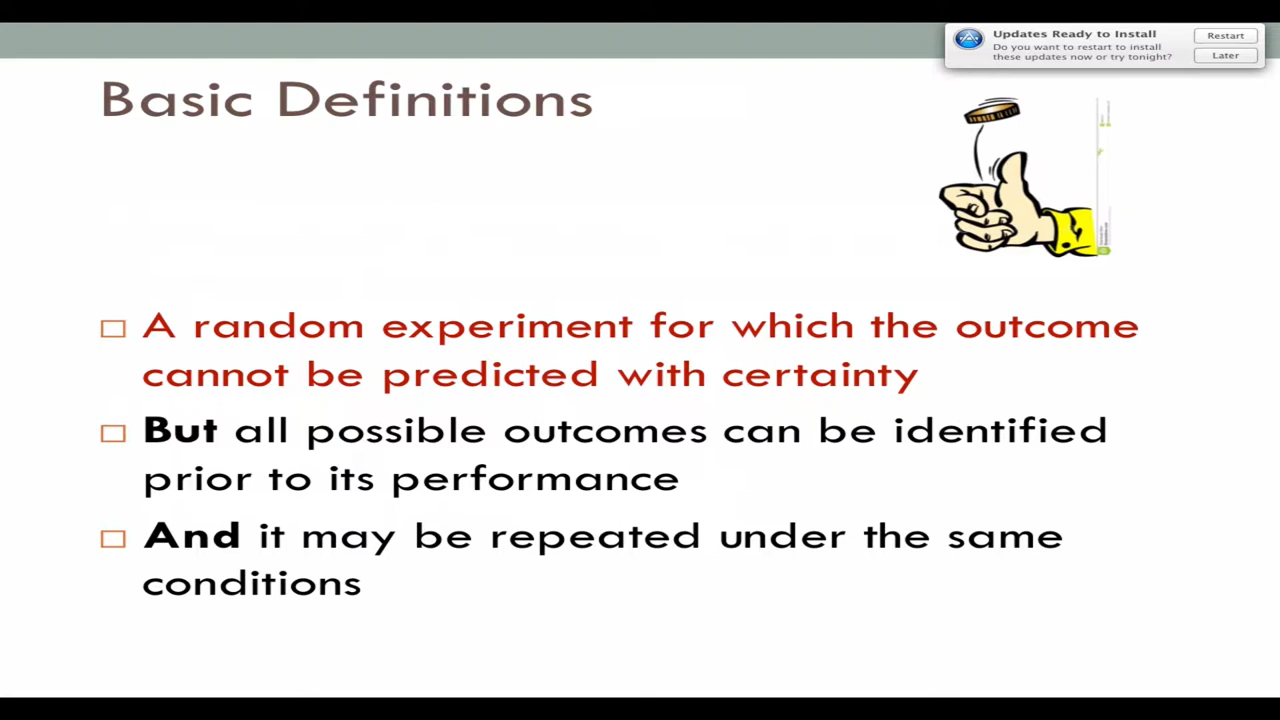 Updates Ready to Install
Do you want to restart to install
these updates now or try tonight?
Restart
Later
Basic Definitions
A random experiment for which the outcome
cannot be predicted with certainty
But all possible outcomes can be identified
prior to its performance
And it may be repeated under the same
conditions